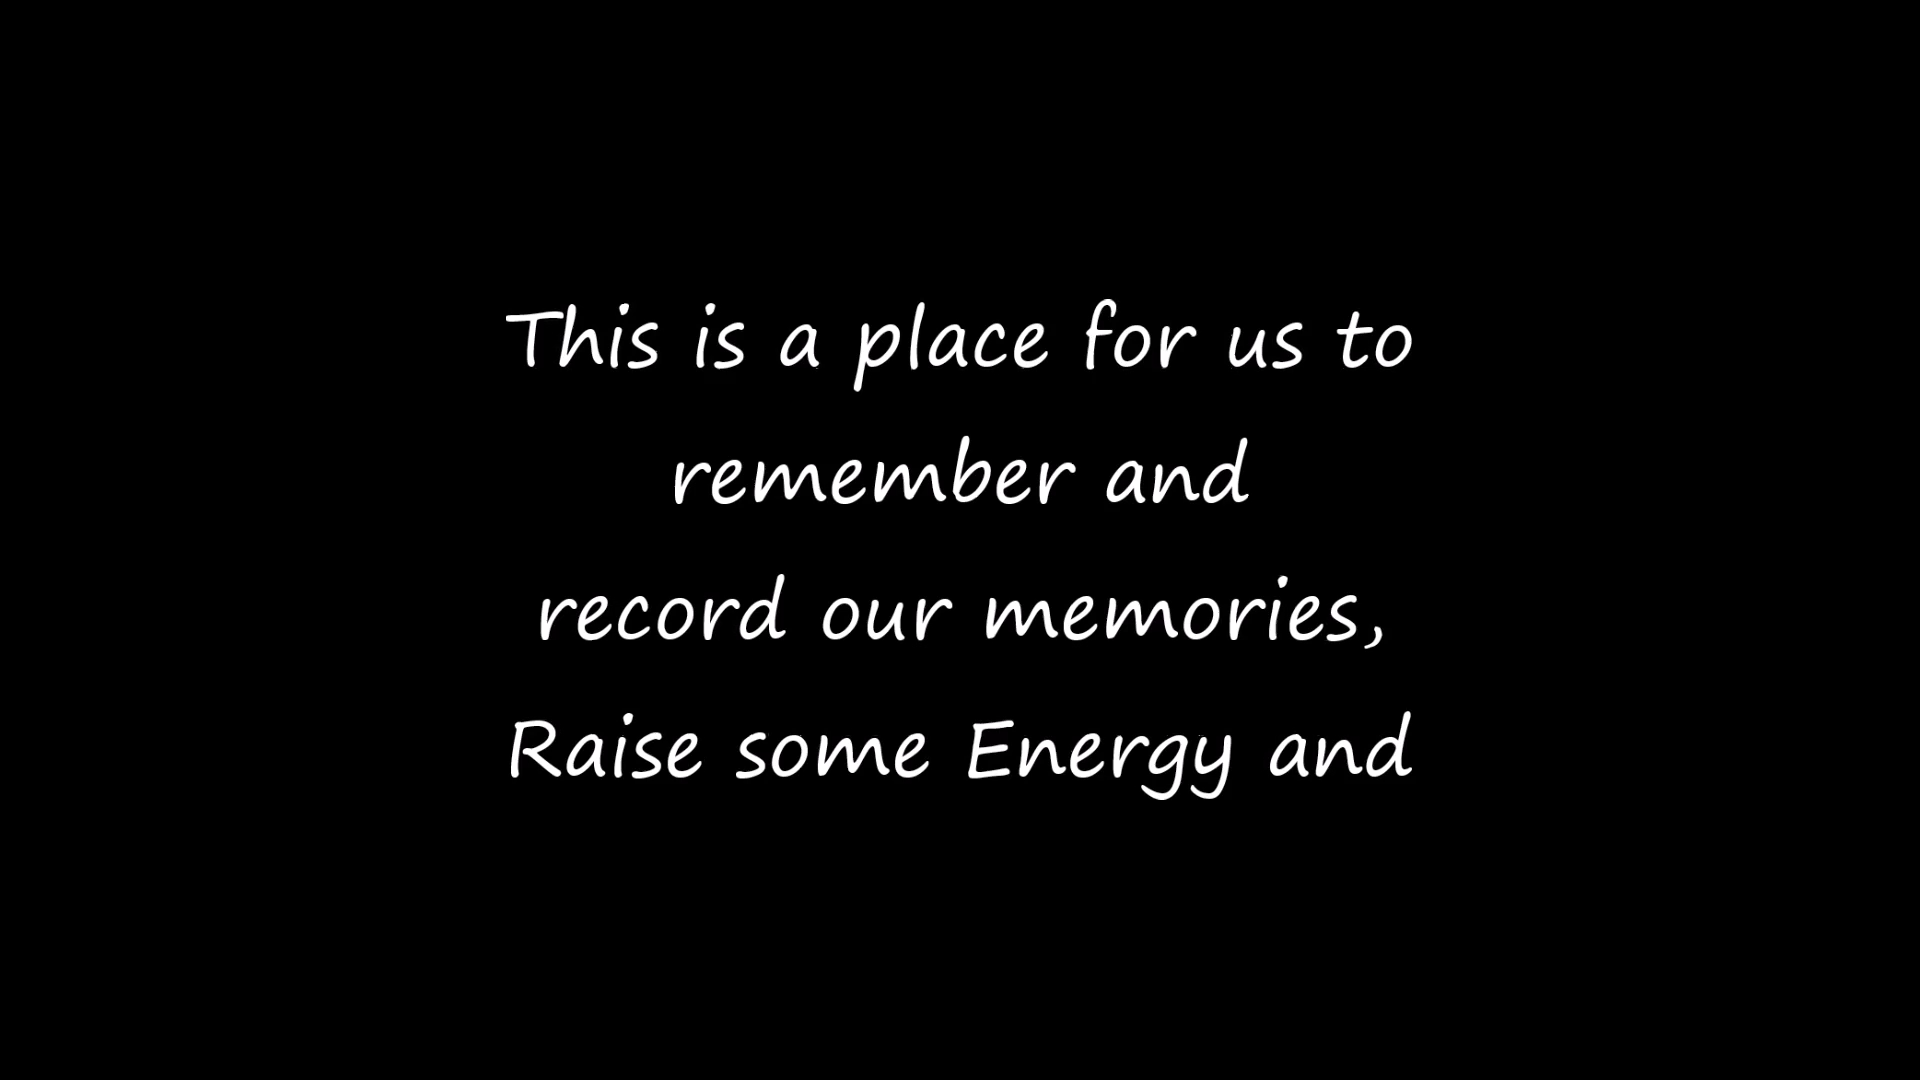 This is a place for us to
remember and
record our memories,
Raise some Energy and